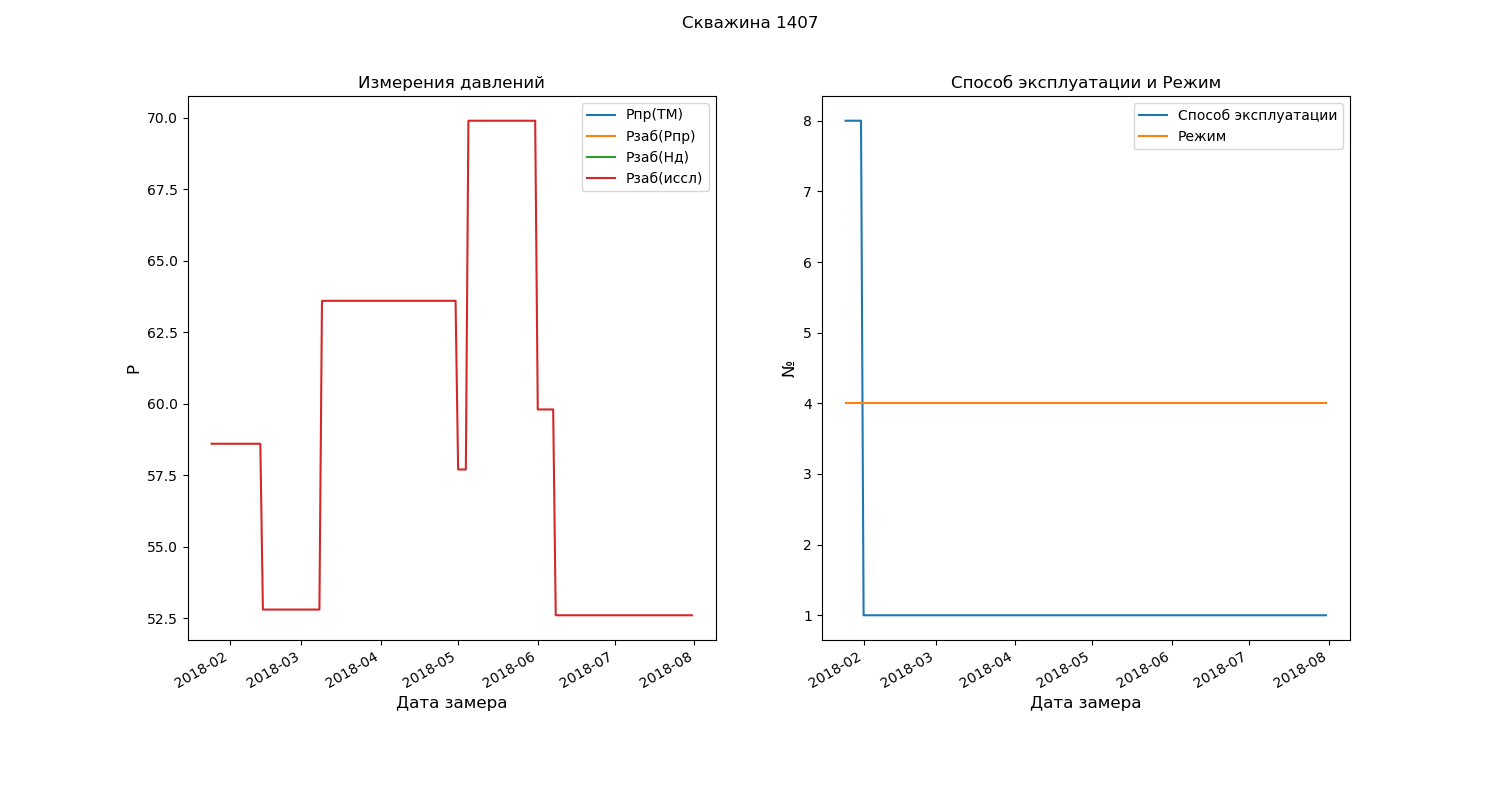 Скважина 1407
Измерения давлений
70.0
67.5
65.0
62.5
60.0
57.5
55.0
52.5
P
Рпр(ТМ)
Рзаб(Рпр)
Рзаб(Нд)
Рзаб(иссл)
2018-02
2018-03
2018-04
2018-05
2018-06
2018-07
2018-08
Дата замера
Способ эксплуатации и Режим
8
7
6
5
4
3
2
1
№
Способ эксплуатации
Режим
2018-02
2018-03
2018-04
2018-05
2018-06
2018-07
2018-08
Дата замера